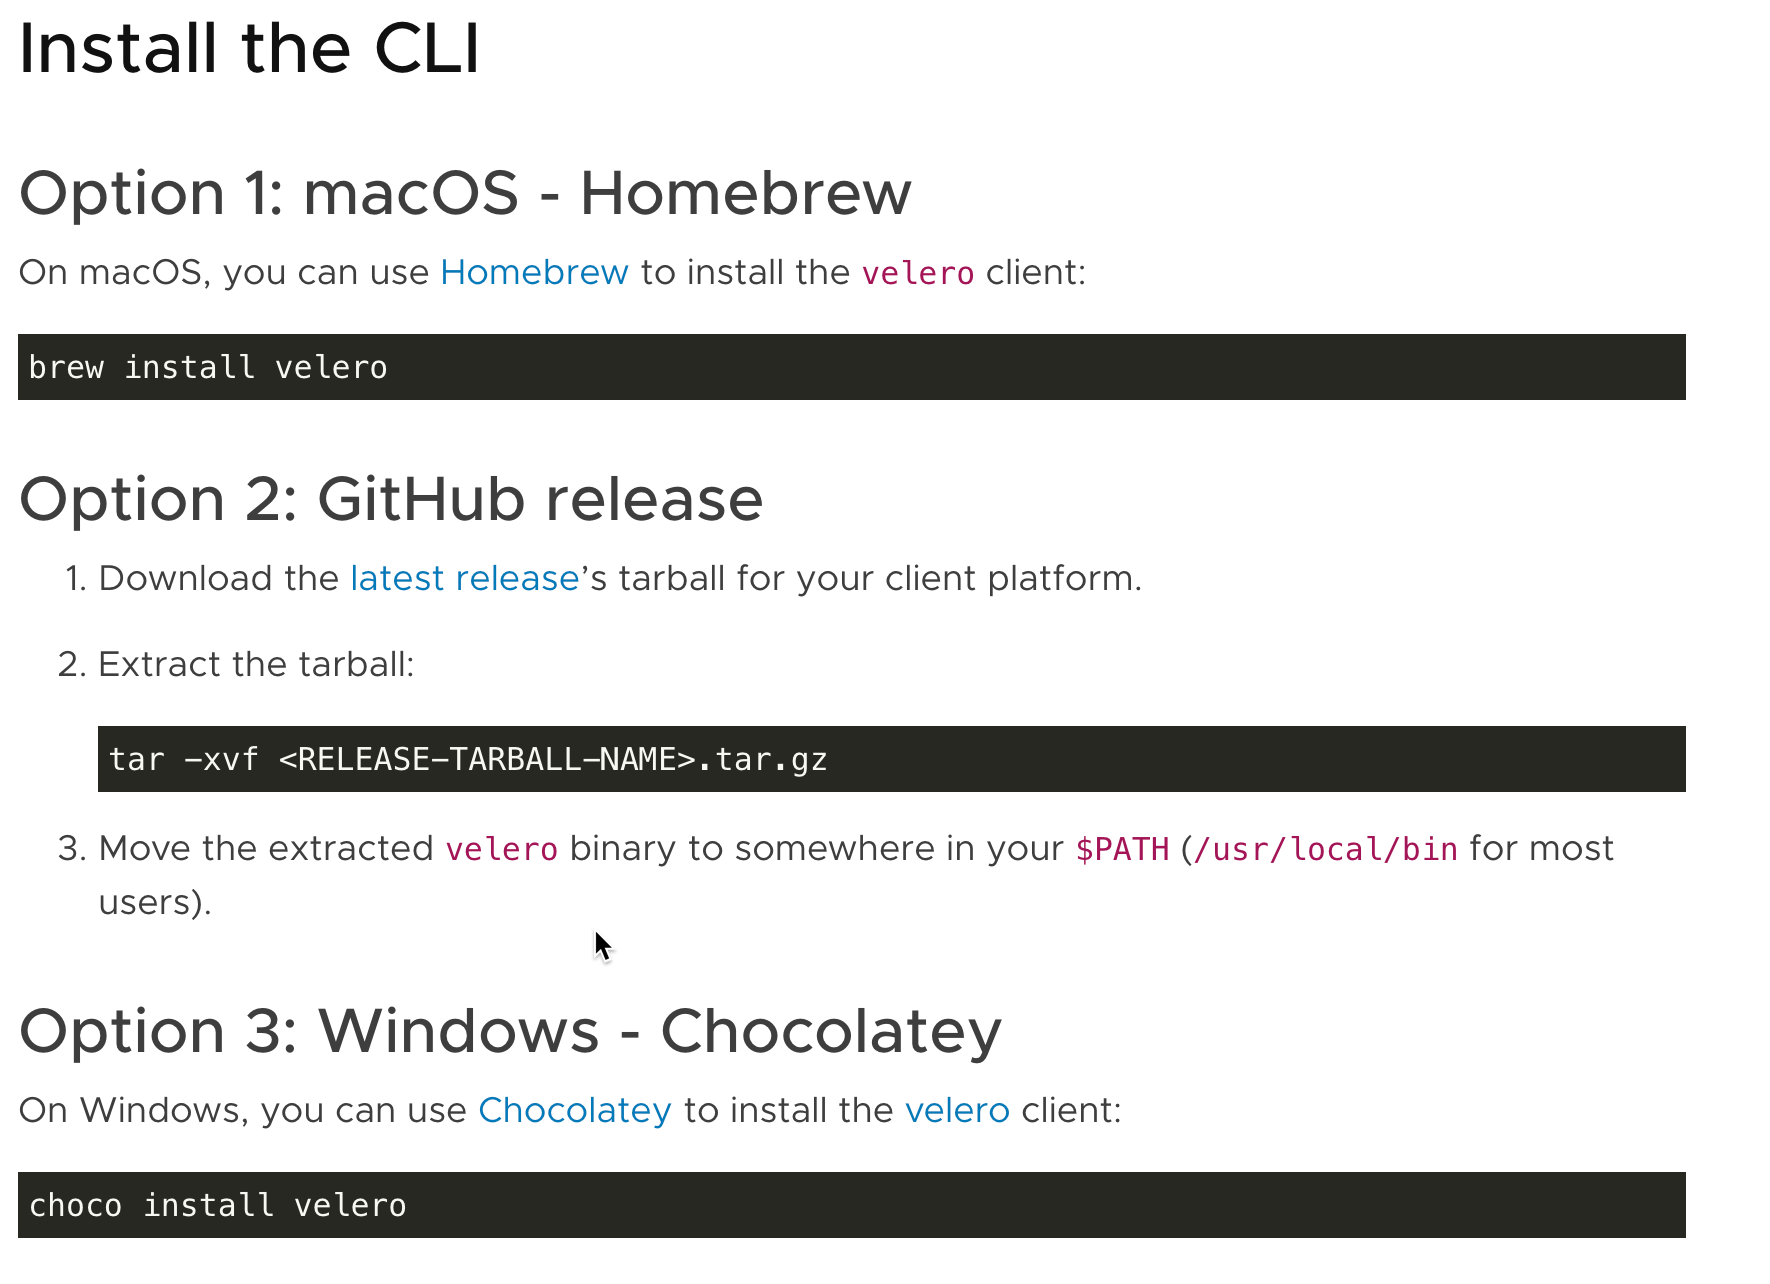 Install the CLI
Option 1: macOS - Homebrew
On macOS, you can use Homebrew to install the velero client:
brew install velero
Option 2: GitHub release
1. Download the latest release’s tarball for your client platform.
2. Extract the tarball:
tar -xvf <RELEASE-TARBALL-NAME>.tar.gz
3. Move the extracted velero binary to somewhere in your $PATH (/usr/local/bin for most
users).
Option 3: Windows - Chocolatey
On Windows, you can use Chocolatey to install the velero client:
choco install velero